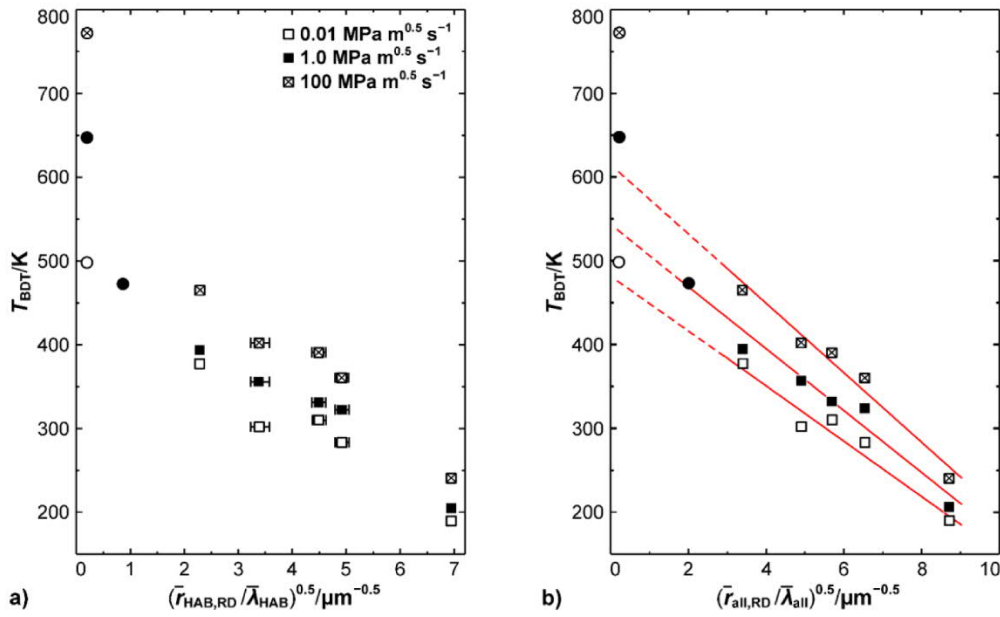 800
700
600
500
400
300
200
T_BDT/K
□ 0.01 MPa m^0.5 s^−1
■ 1.0 MPa m^0.5 s^−1
⊠ 100 MPa m^0.5 s^−1
0 1 2 3 4 5 6 7
a) (r̄_HAB,RD/λ̄_HAB)^0.5/µm^−0.5
800
700
600
500
400
300
200
T_BDT/K
0 2 4 6 8 10
b) (r̄_all,RD/λ̄_all)^0.5/µm^−0.5